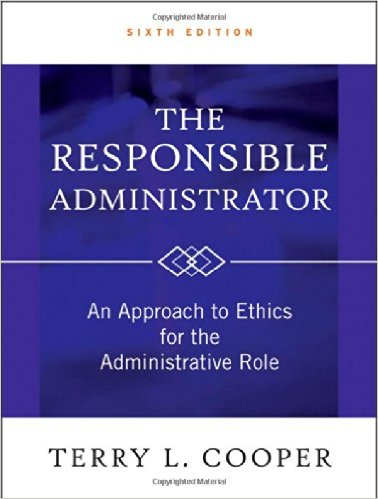 Copyrighted Material
SIXTH EDITION
THE
RESPONSIBLE
ADMINISTRATOR
An Approach to Ethics
for the
Administrative Role
TERRY L. COOPER
Copyrighted Material